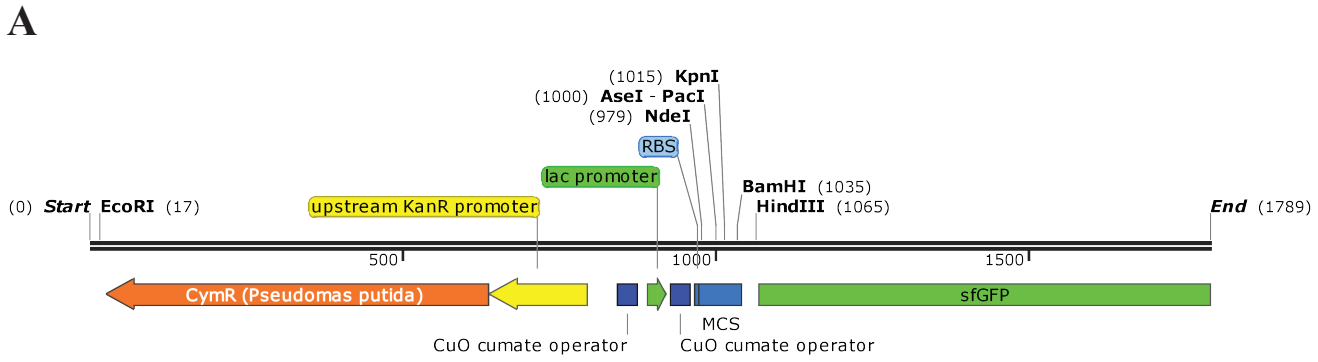 A
(1015) KpnI
(1000) AseI - PacI
(979) NdeI
RBS
lac promoter
BamHI (1035)
(0) Start EcoRI (17) upstream KanR promoter HindIII (1065) End (1789)
500 1000 1500
CymR (Pseudomas putida) sfGFP
MCS
CuO cumate operator CuO cumate operator